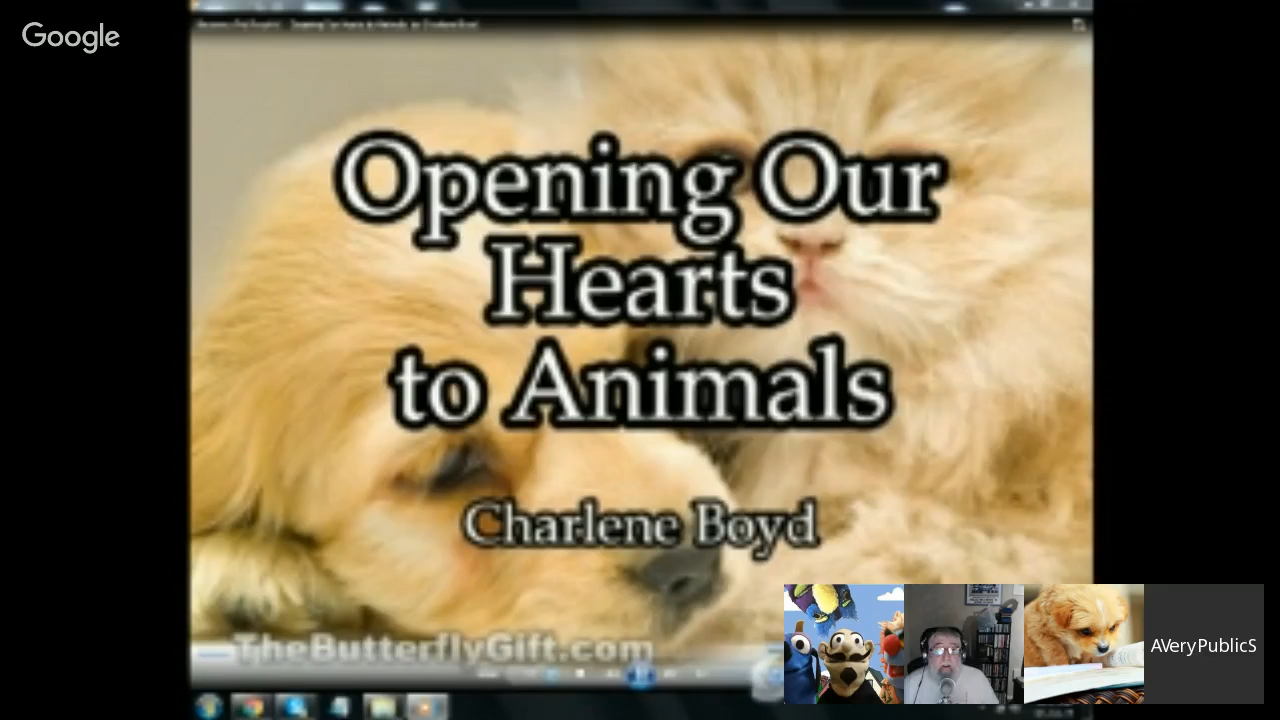 Google
Opening Our
Hearts
to Animals
Charlene Boyd
TheButterflyGift.com
AVeryPublicS